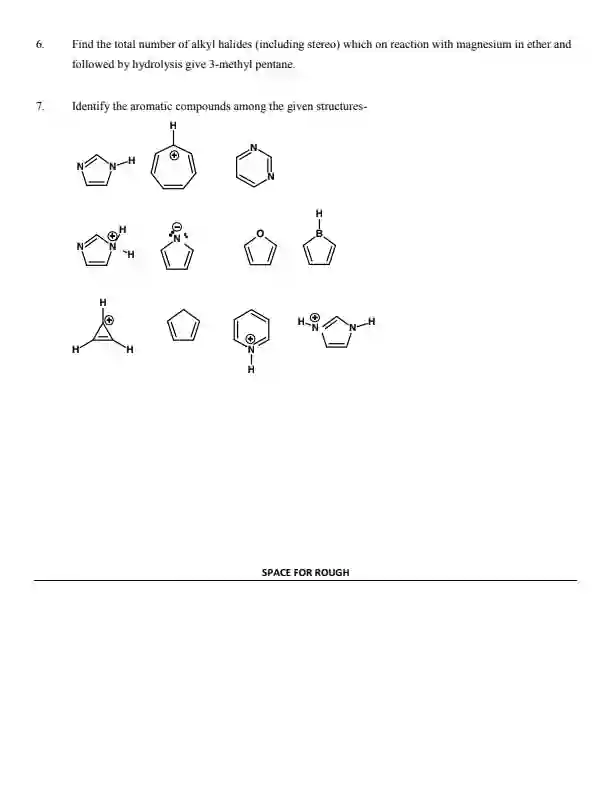 6. Find the total number of alkyl halides (including stereo) which on reaction with magnesium in ether and
followed by hydrolysis give 3-methyl pentane.
7. Identify the aromatic compounds among the given structures-
H
N N H ⊕ N N
H
N ⊕ N H H ⊖ N O B
H
⊕ H H ⊕ N H H ⊕ N N H
SPACE FOR ROUGH